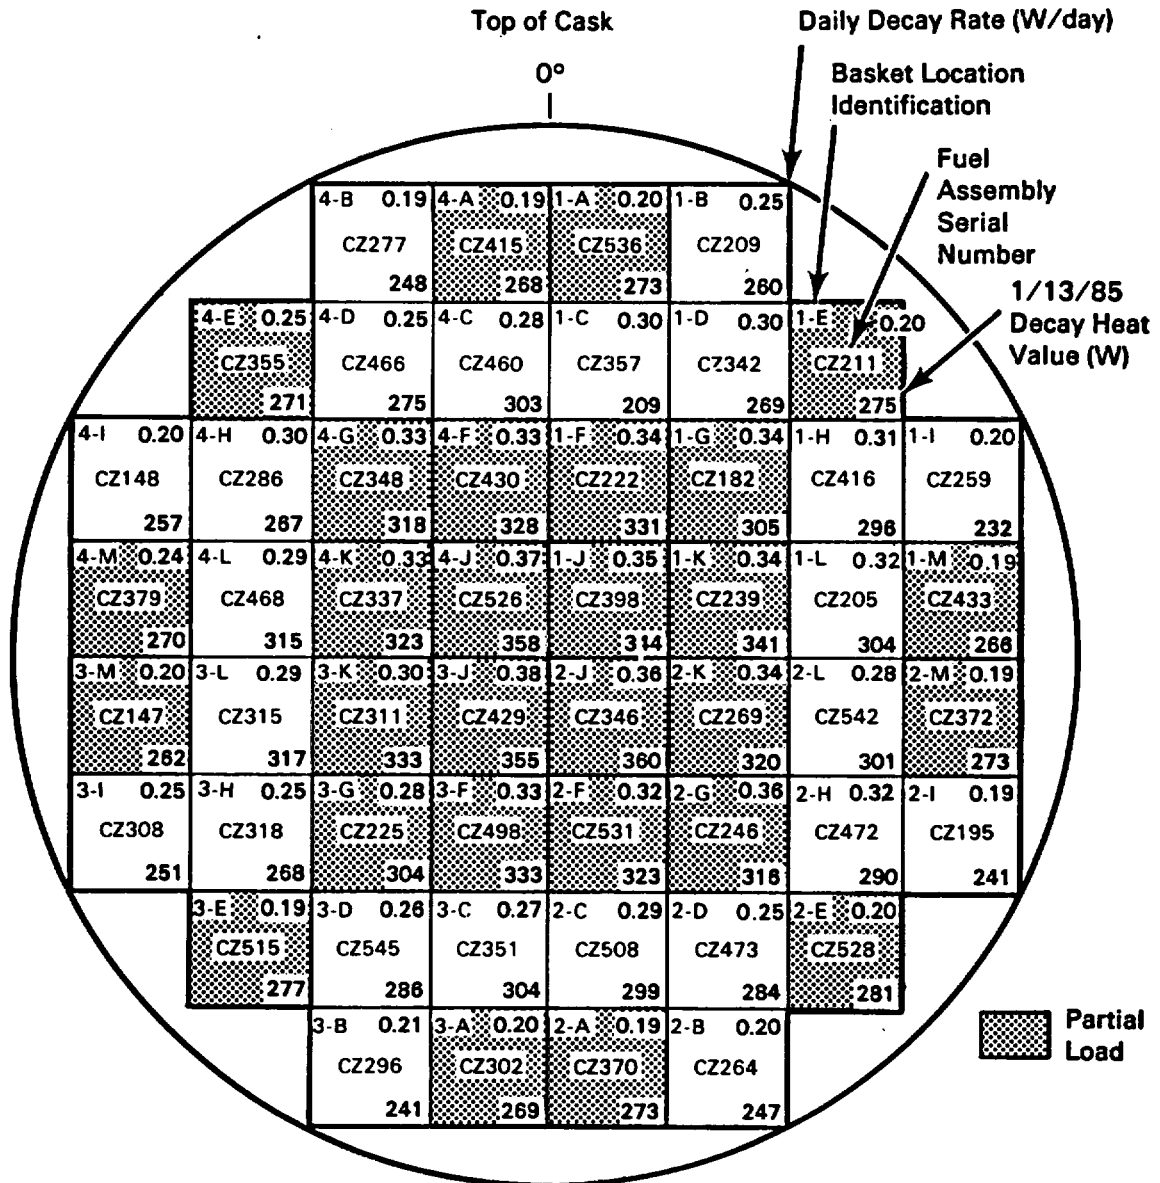 Top of Cask
Daily Decay Rate (W/day)
0°
Basket Location
Identification
Fuel
Assembly
Serial
Number
1/13/85
Decay Heat
Value (W)
4-B 0.19 4-A 0.19 1-A 0.20 1-B 0.25
CZ277 CZ415 CZ536 CZ209
248 268 273 260
4-E 0.25 4-D 0.25 4-C 0.28 1-C 0.30 1-D 0.30 1-E 0.20
CZ355 CZ466 CZ460 CZ357 CZ342 CZ211
271 275 303 209 269 275
4-I 0.20 4-H 0.30 4-G 0.33 4-F 0.33 1-F 0.34 1-G 0.34 1-H 0.31 1-I 0.20
CZ148 CZ286 CZ348 CZ430 CZ222 CZ182 CZ416 CZ259
257 267 318 328 331 305 296 232
4-M 0.24 4-L 0.29 4-K 0.33 4-J 0.37 1-J 0.35 1-K 0.34 1-L 0.32 1-M 0.19
CZ379 CZ468 CZ337 CZ526 CZ398 CZ239 CZ205 CZ433
270 315 323 358 314 341 304 266
3-M 0.20 3-L 0.29 3-K 0.30 3-J 0.38 2-J 0.36 2-K 0.34 2-L 0.28 2-M 0.19
CZ147 CZ315 CZ311 CZ429 CZ346 CZ269 CZ542 CZ372
262 317 333 355 360 320 301 273
3-I 0.25 3-H 0.25 3-G 0.28 3-F 0.33 2-F 0.32 2-G 0.36 2-H 0.32 2-I 0.19
CZ308 CZ318 CZ225 CZ498 CZ531 CZ246 CZ472 CZ195
251 268 304 333 323 316 290 241
3-E 0.19 3-D 0.26 3-C 0.27 2-C 0.29 2-D 0.25 2-E 0.20
CZ515 CZ545 CZ351 CZ508 CZ473 CZ528
277 286 304 299 284 281
3-B 0.21 3-A 0.20 2-A 0.19 2-B 0.20
CZ296 CZ302 CZ370 CZ264
241 269 273 247
Partial
Load